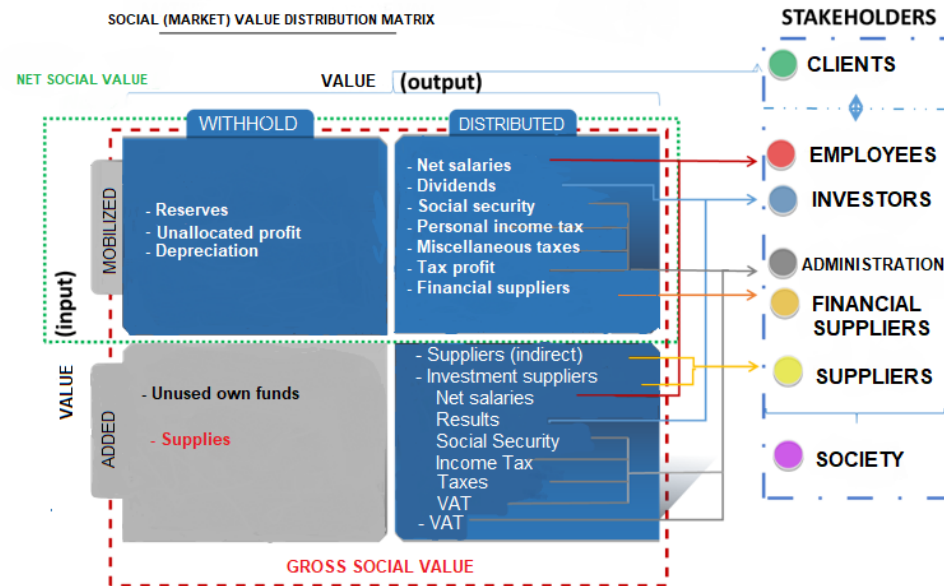 SOCIAL (MARKET) VALUE DISTRIBUTION MATRIX
STAKEHOLDERS
NET SOCIAL VALUE
VALUE (output)
CLIENTS
WITHHOLD
DISTRIBUTED
MOBILIZED
- Reserves
- Unallocated profit
- Depreciation
- Net salaries
- Dividends
- Social security
- Personal income tax
- Miscellaneous taxes
- Tax profit
- Financial suppliers
EMPLOYEES
INVESTORS
ADMINISTRATION
FINANCIAL
SUPPLIERS
VALUE (input)
ADDED
- Unused own funds
- Supplies
- Suppliers (indirect)
- Investment suppliers
Net salaries
Results
Social Security
Income Tax
Taxes
VAT
- VAT
SUPPLIERS
SOCIETY
GROSS SOCIAL VALUE